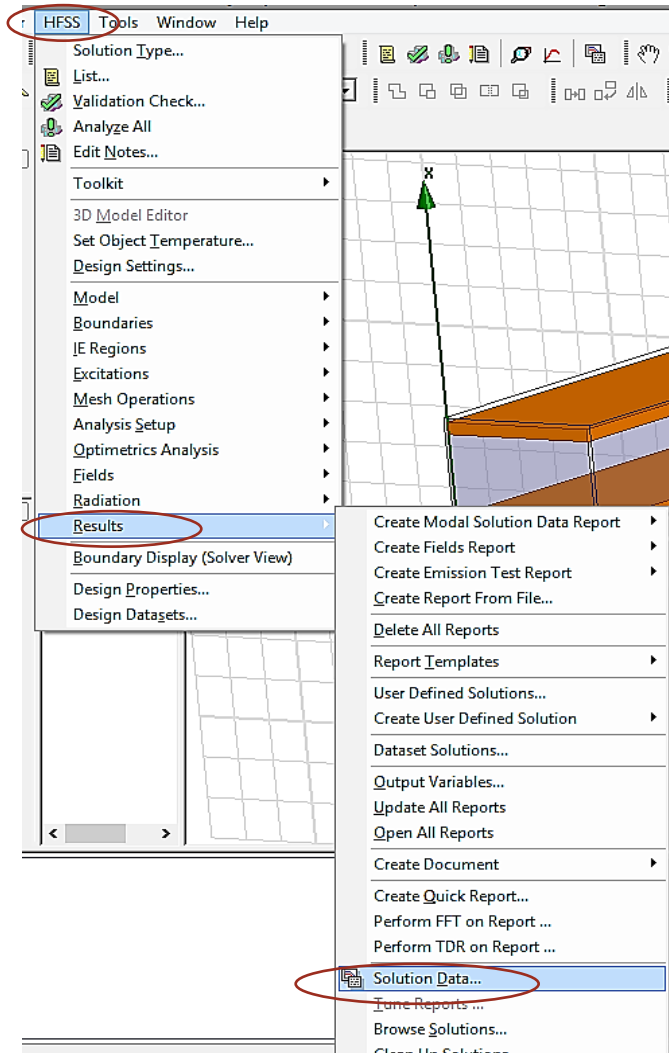 HFSS Tools Window Help
Solution Type...
List...
Validation Check...
Analyze All
Edit Notes...
Toolkit
3D Model Editor
Set Object Temperature...
Design Settings...
Model
Boundaries
IE Regions
Excitations
Mesh Operations
Analysis Setup
Optimetrics Analysis
Fields
Radiation
Results
Boundary Display (Solver View)
Design Properties...
Design Datasets...
X
Create Modal Solution Data Report
Create Fields Report
Create Emission Test Report
Create Report From File...
Delete All Reports
Report Templates
User Defined Solutions...
Create User Defined Solution
Dataset Solutions...
Output Variables...
Update All Reports
Open All Reports
Create Document
Create Quick Report...
Perform FFT on Report ...
Perform TDR on Report ...
Solution Data...
Tune Reports ...
Browse Solutions...
Clean Up Solutions